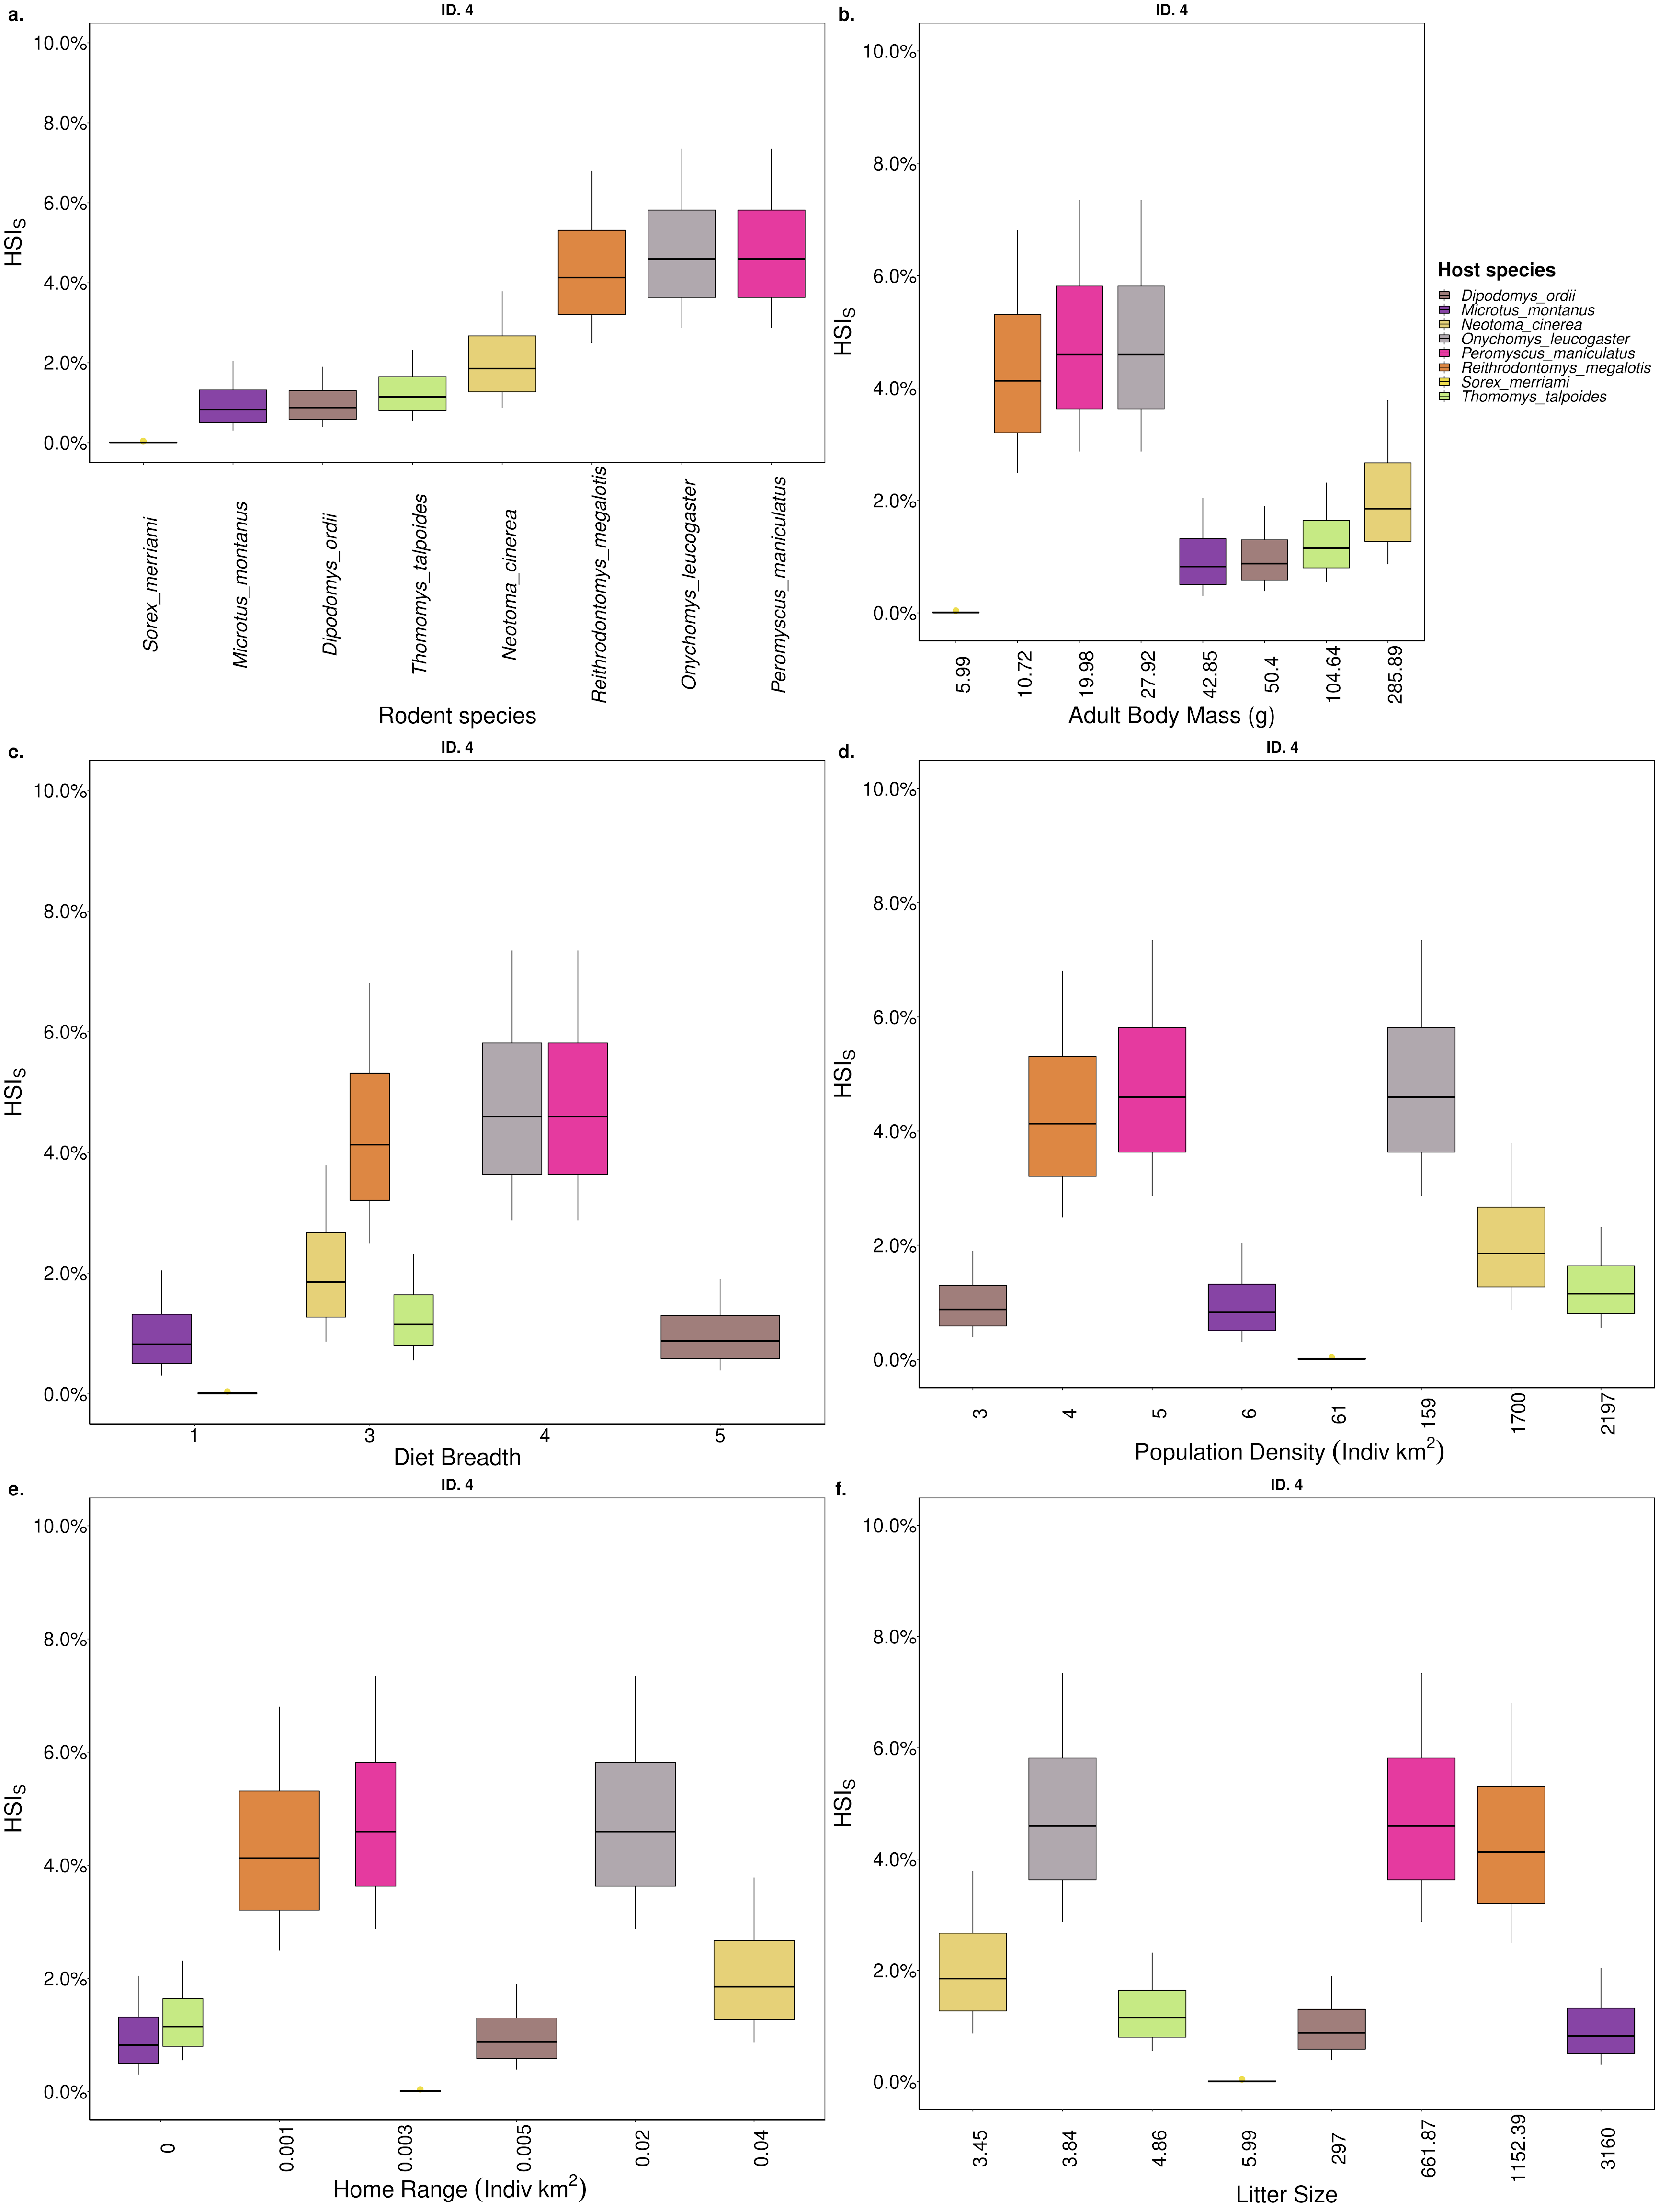 a.
ID. 4
10.0%
8.0%
6.0%
4.0%
2.0%
0.0%
HSIS
Sorex_merriami
Microtus_montanus
Dipodomys_ordii
Thomomys_talpoides
Neotoma_cinerea
Reithrodontomys_megalotis
Onychomys_leucogaster
Peromyscus_maniculatus
Rodent species
b.
ID. 4
10.0%
8.0%
6.0%
4.0%
2.0%
0.0%
HSIS
5.99
10.72
19.98
27.92
42.85
50.4
104.64
285.89
Adult Body Mass (g)
Host species
Dipodomys_ordii
Microtus_montanus
Neotoma_cinerea
Onychomys_leucogaster
Peromyscus_maniculatus
Reithrodontomys_megalotis
Sorex_merriami
Thomomys_talpoides
c.
ID. 4
10.0%
8.0%
6.0%
4.0%
2.0%
0.0%
HSIS
1 3 4 5
Diet Breadth
d.
ID. 4
10.0%
8.0%
6.0%
4.0%
2.0%
0.0%
HSIS
3
4
5
6
61
159
1700
2197
Population Density (Indiv km2)
e.
ID. 4
10.0%
8.0%
6.0%
4.0%
2.0%
0.0%
HSIS
0
0.001
0.003
0.005
0.02
0.04
Home Range (Indiv km2)
f.
ID. 4
10.0%
8.0%
6.0%
4.0%
2.0%
0.0%
HSIS
3.45
3.84
4.86
5.99
297
661.87
1152.39
3160
Litter Size